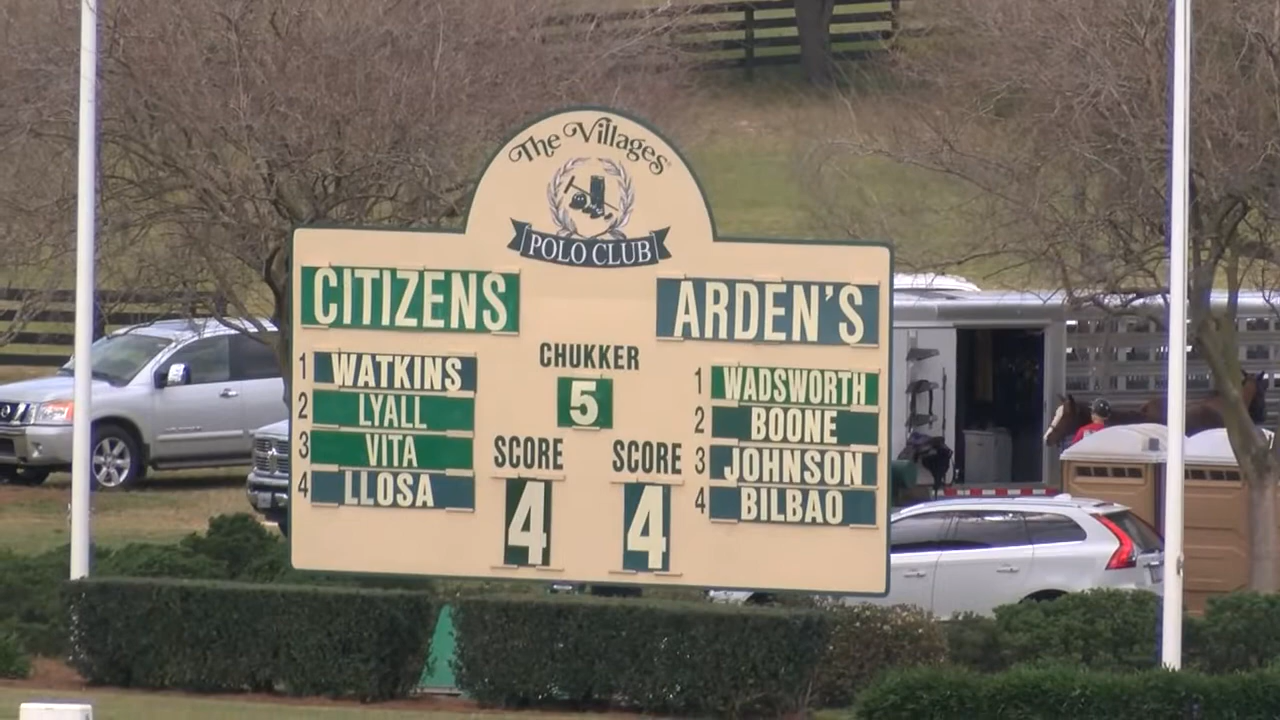 The Villages
POLO CLUB
CITIZENS
ARDEN'S
CHUKKER
5
1 WATKINS
2 LYALL
3 VITA
4 LLOSA
SCORE
4
SCORE
4
1 WADSWORTH
2 BOONE
3 JOHNSON
4 BILBAO